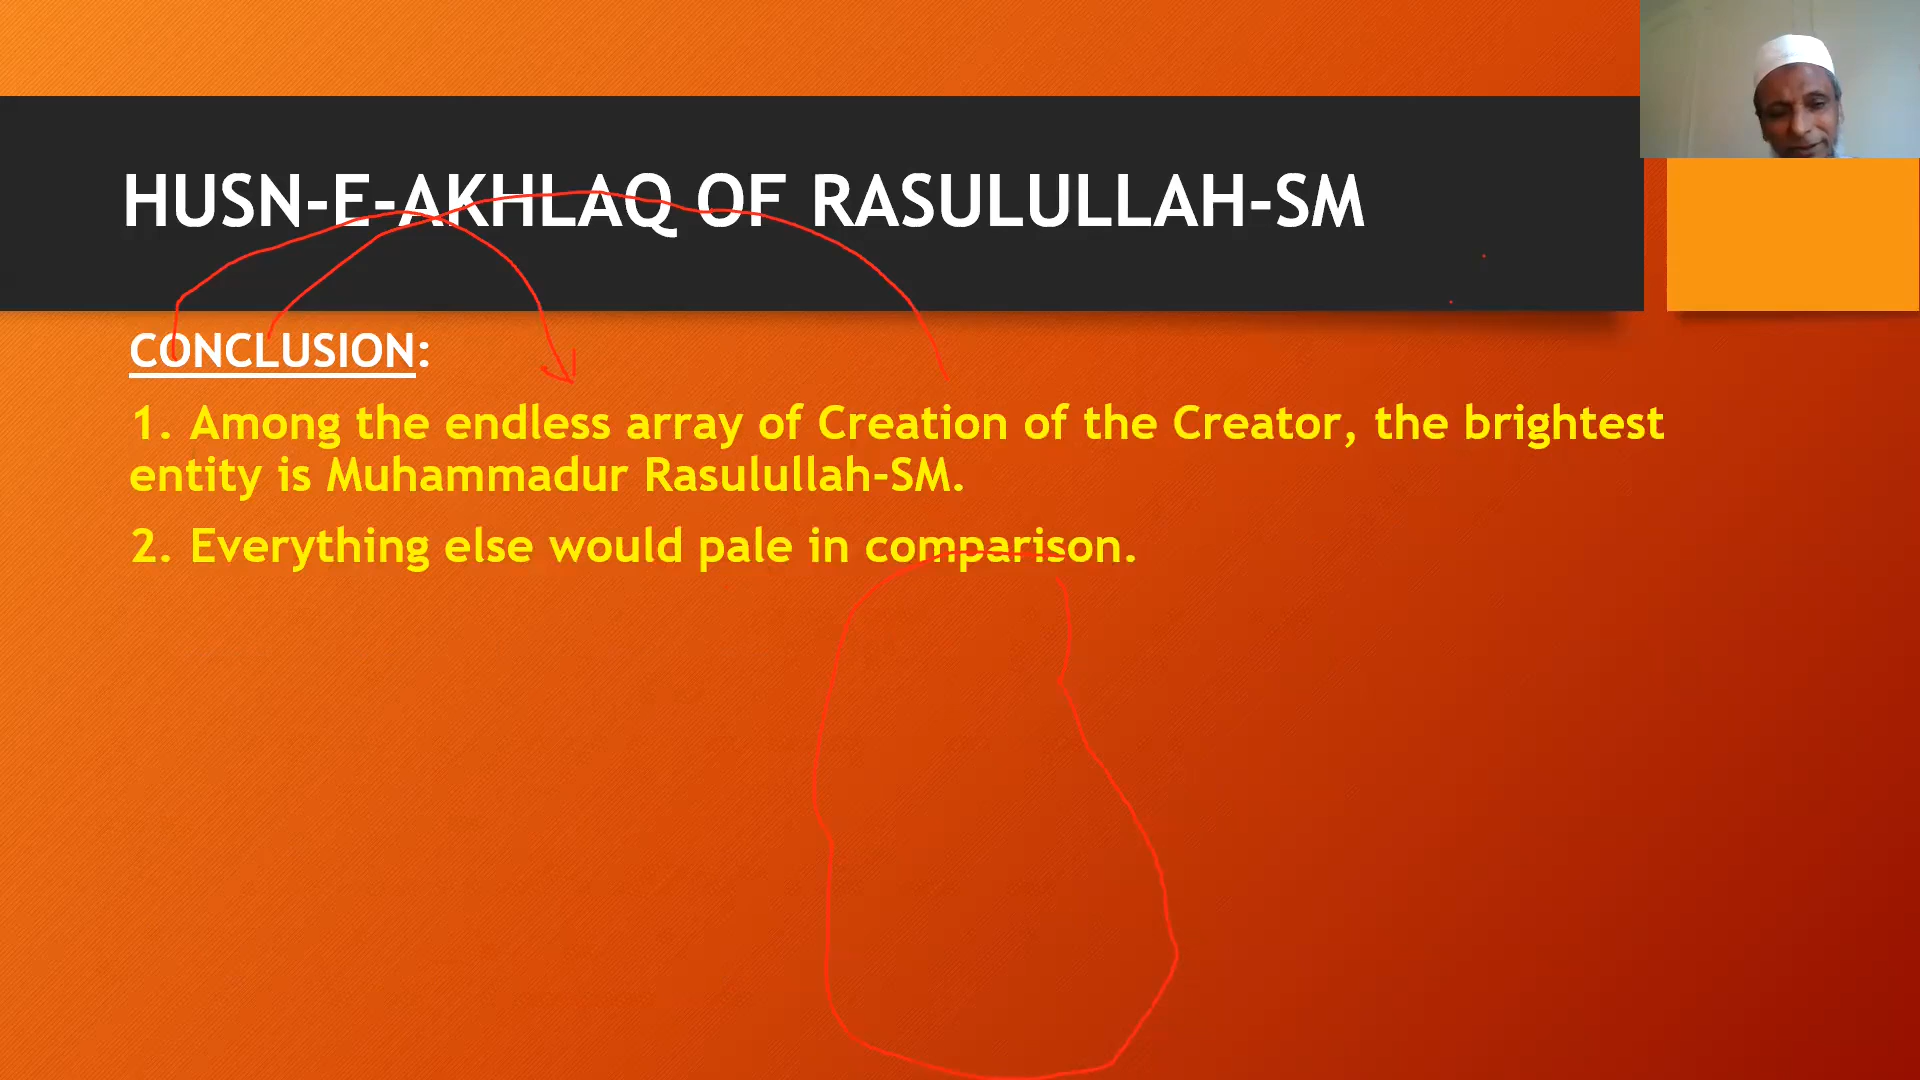 HUSN-E-AKHLAQ OF RASULULLAH-SM
CONCLUSION:
1. Among the endless array of Creation of the Creator, the brightest
entity is Muhammadur Rasulullah-SM.
2. Everything else would pale in comparison.